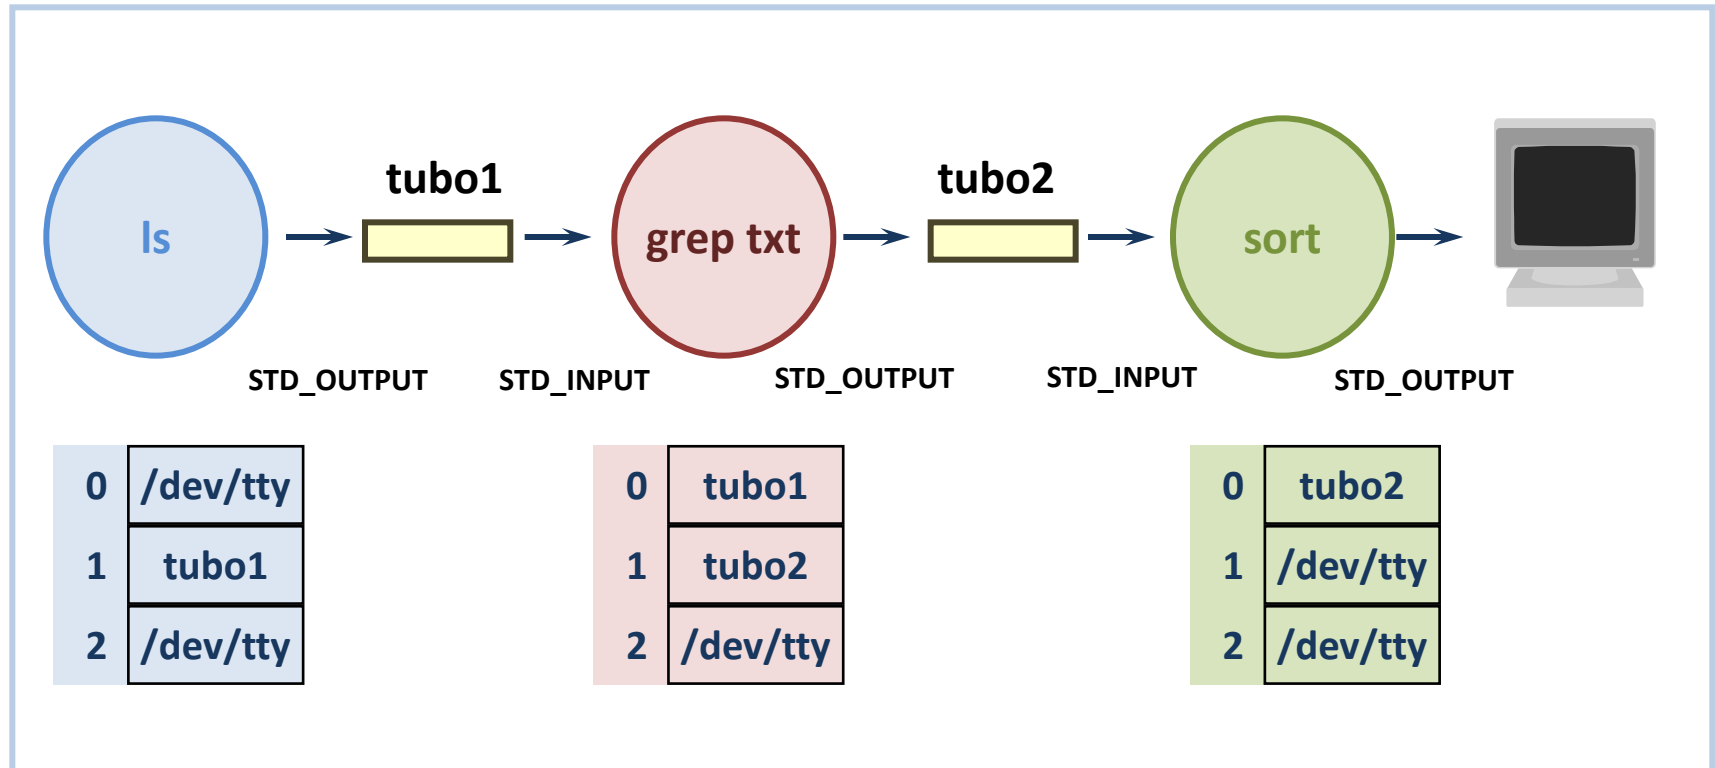 tubo1
tubo2
ls
grep txt
sort
STD_OUTPUT
STD_INPUT
STD_OUTPUT
STD_INPUT
STD_OUTPUT
0 /dev/tty
1 tubo1
2 /dev/tty
0 tubo1
1 tubo2
2 /dev/tty
0 tubo2
1 /dev/tty
2 /dev/tty